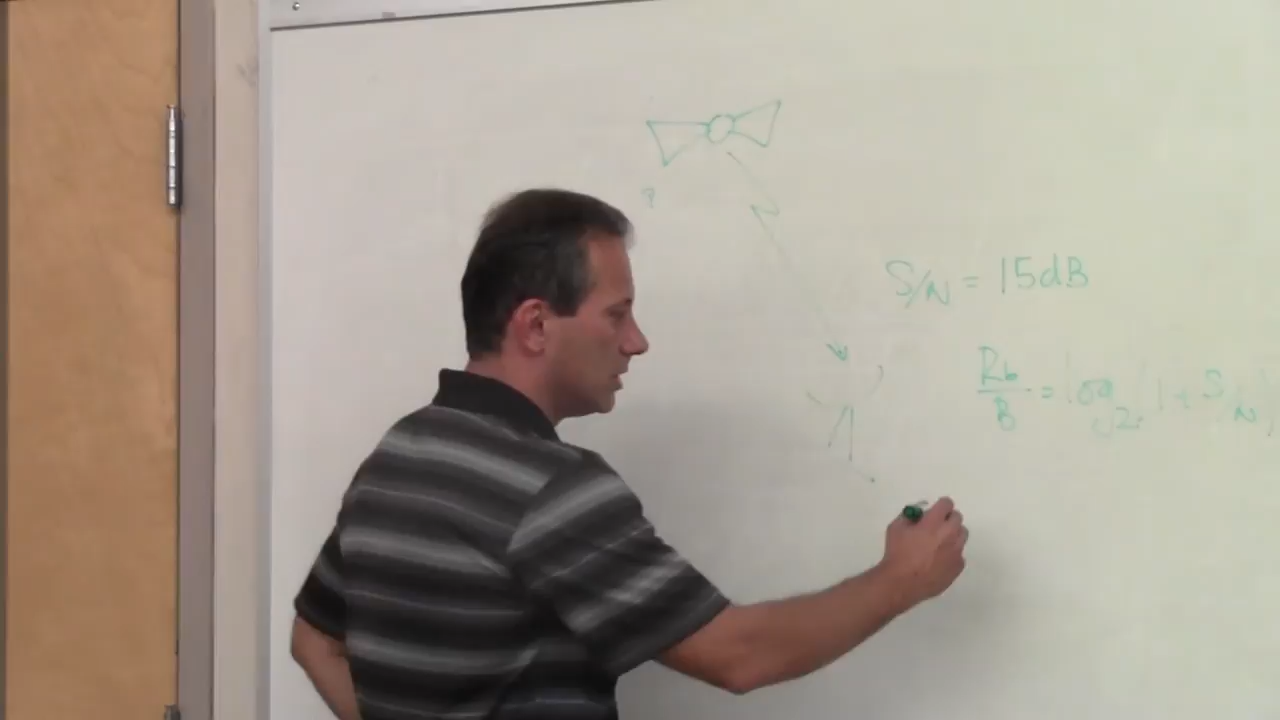 S/N = 15dB
Rb/B = log2(1 + S/N)